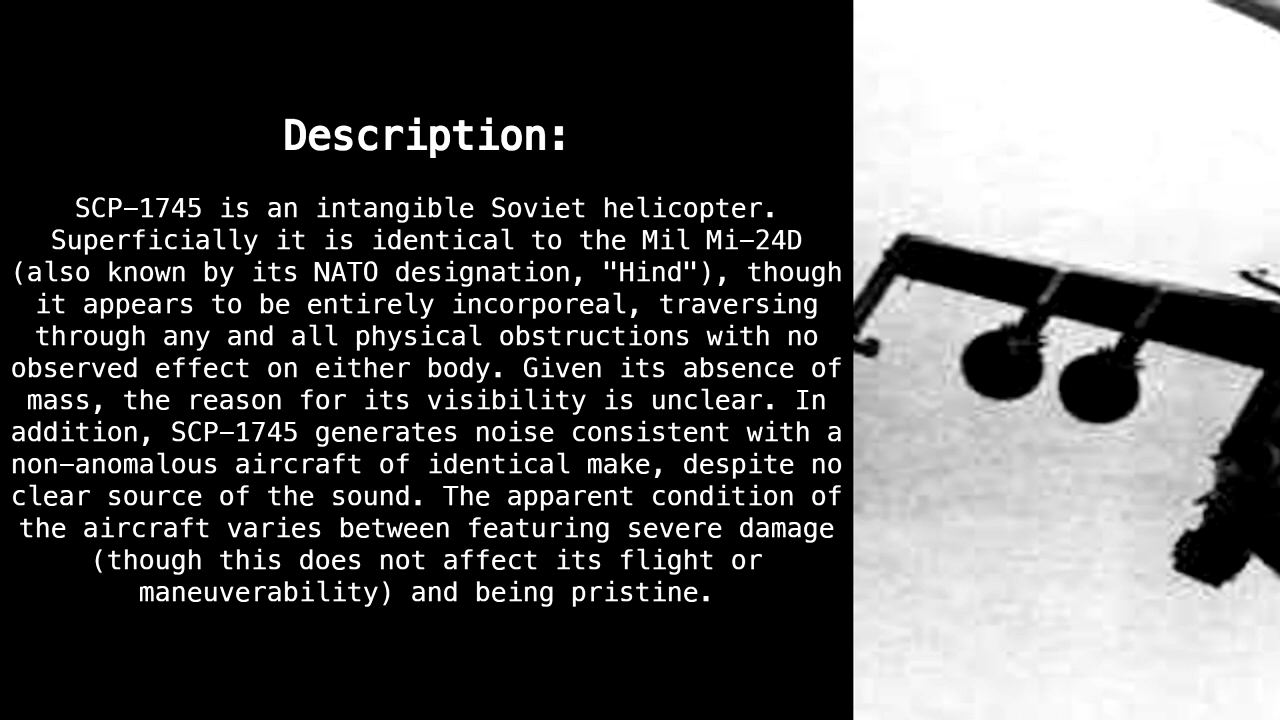 Description:
SCP-1745 is an intangible Soviet helicopter.
Superficially it is identical to the Mil Mi-24D
(also known by its NATO designation, "Hind"), though
it appears to be entirely incorporeal, traversing
through any and all physical obstructions with no
observed effect on either body. Given its absence of
mass, the reason for its visibility is unclear. In
addition, SCP-1745 generates noise consistent with a
non-anomalous aircraft of identical make, despite no
clear source of the sound. The apparent condition of
the aircraft varies between featuring severe damage
(though this does not affect its flight or
maneuverability) and being pristine.